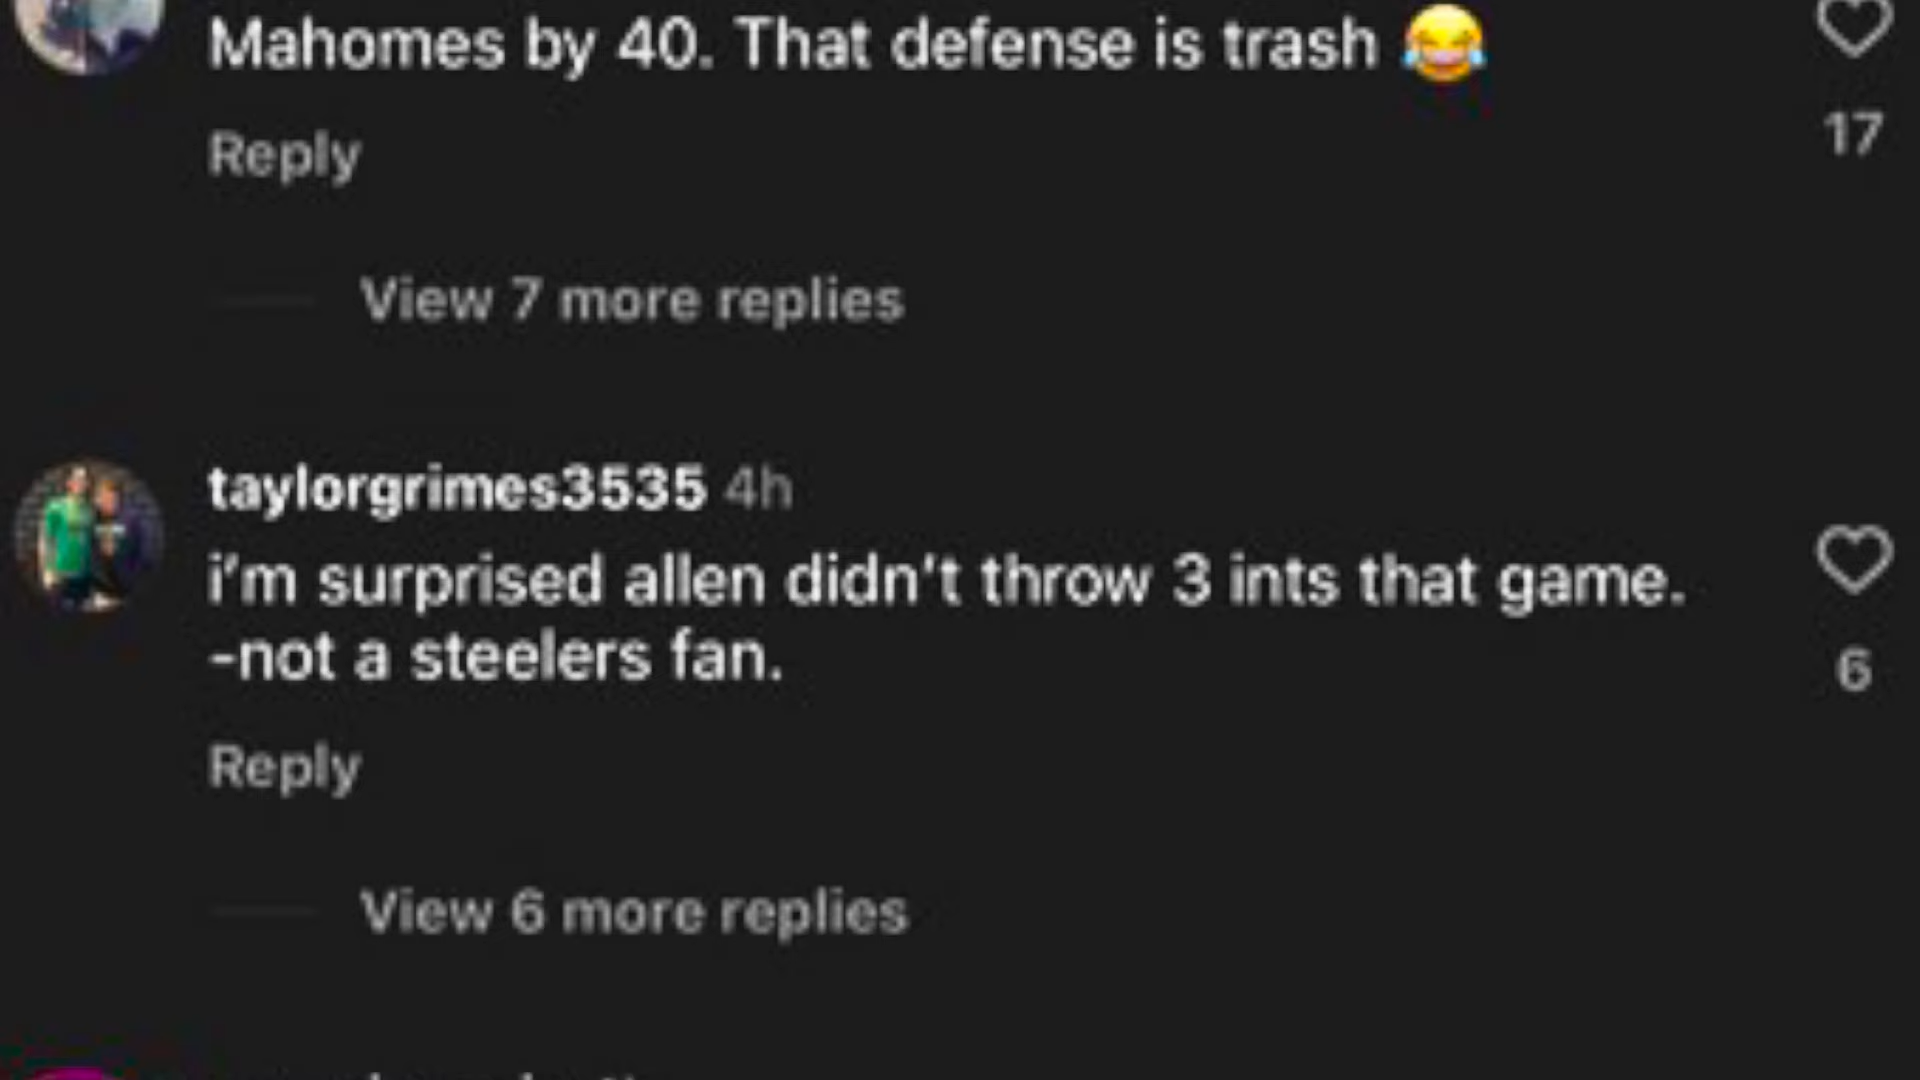 Mahomes by 40. That defense is trash 😂
17
Reply
View 7 more replies
taylorgrimes3535 4h
i'm surprised allen didn't throw 3 ints that game.
-not a steelers fan.
6
Reply
View 6 more replies